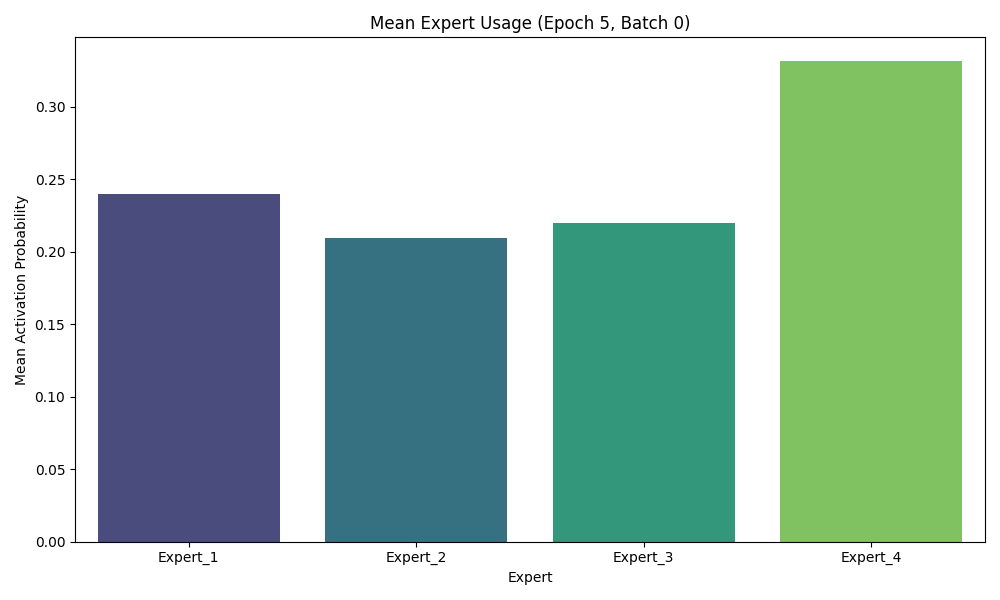 Mean Expert Usage (Epoch 5, Batch 0)
Mean Activation Probability
0.30
0.25
0.20
0.15
0.10
0.05
0.00
Expert_1 Expert_2 Expert_3 Expert_4
Expert